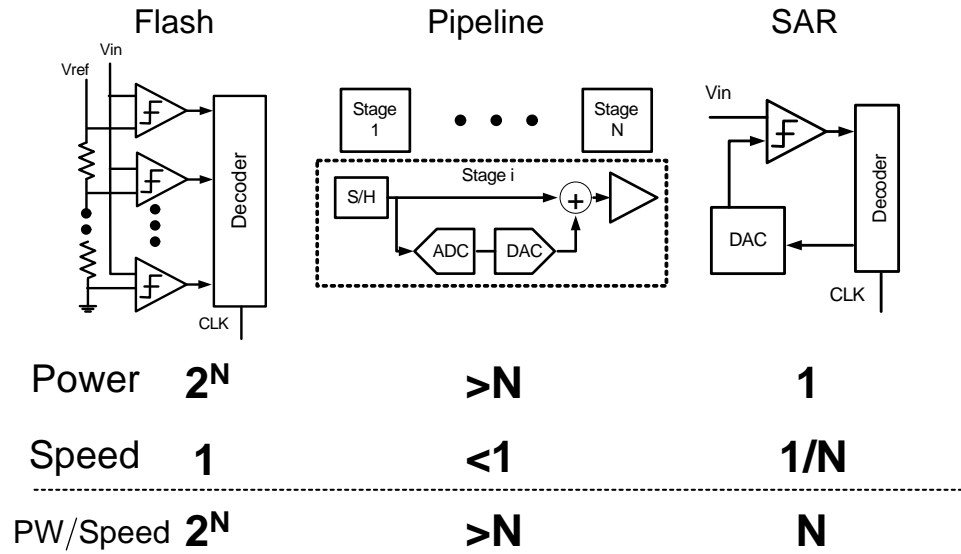 Flash Pipeline SAR
Vin
Vref
Decoder
CLK
Stage 1
Stage N
Stage i
S/H
ADC
DAC
+
Vin
DAC
Decoder
CLK
Power 2^N >N 1
Speed 1 <1 1/N
PW/Speed 2^N >N N